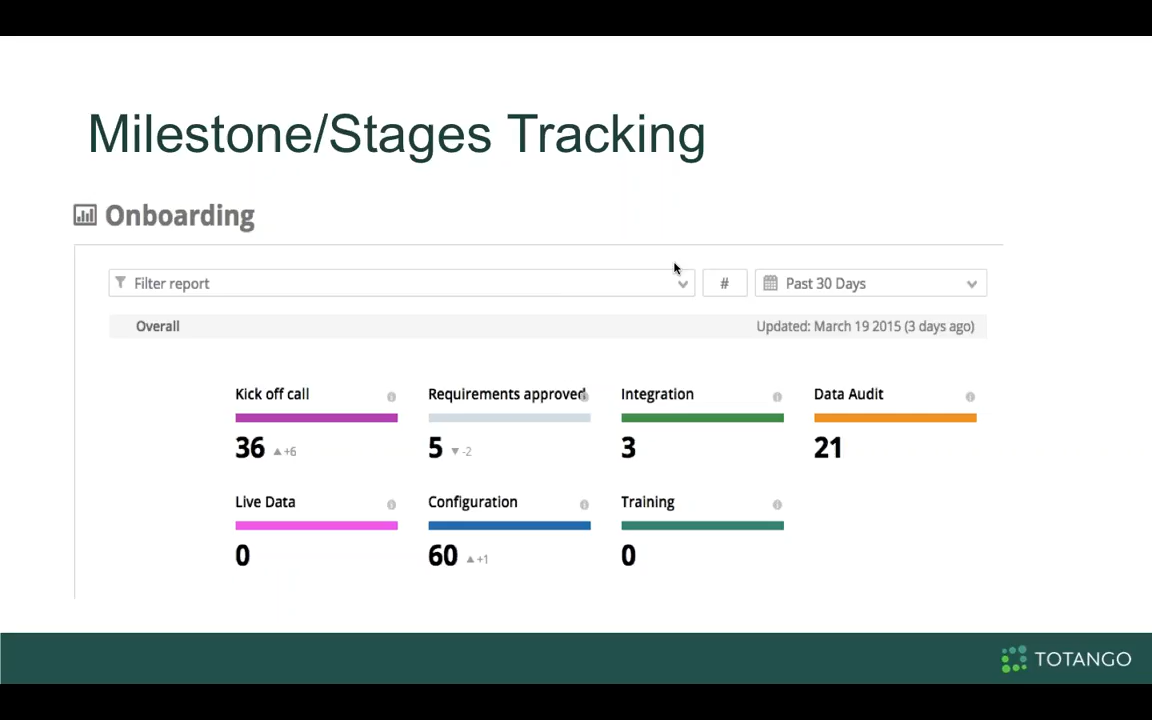 Milestone/Stages Tracking
Onboarding
Filter report
#
Past 30 Days
Overall
Updated: March 19 2015 (3 days ago)
Kick off call
Requirements approved
Integration
Data Audit
36 ▲+6
5 ▼-2
3
21
Live Data
Configuration
Training
0
60 ▲+1
0
TOTANGO